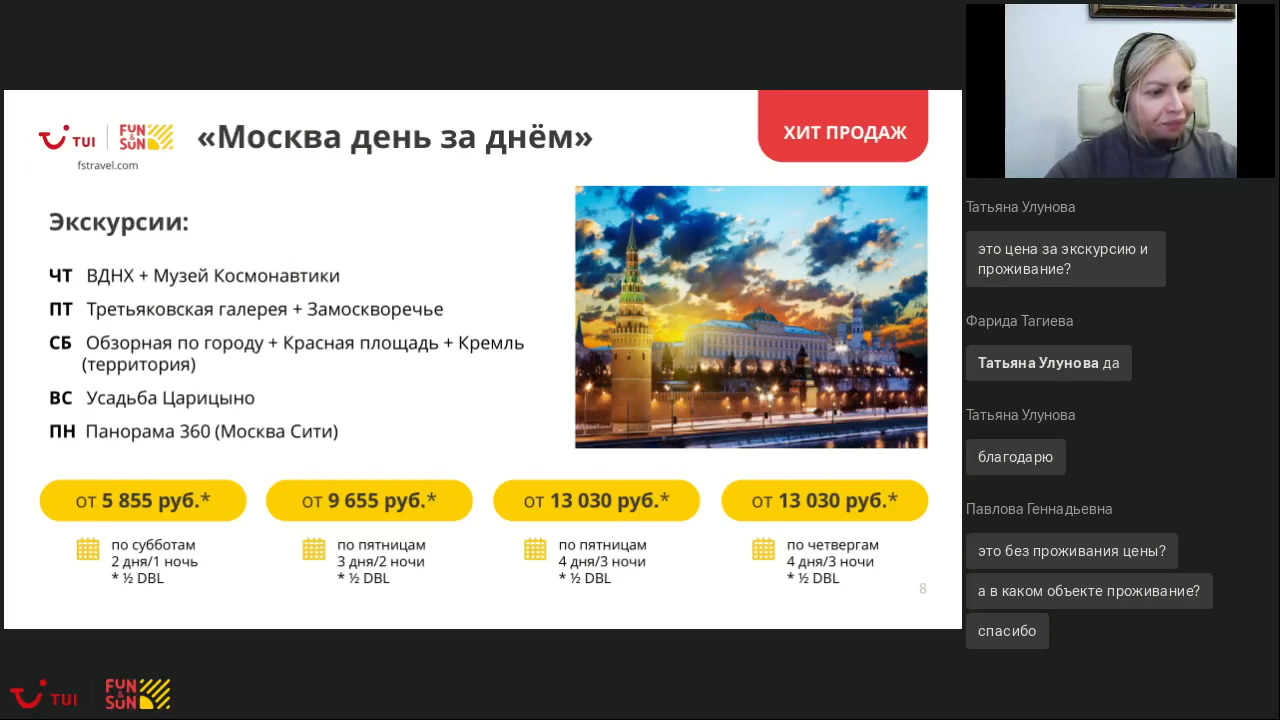 TUI
FUN & SUN
fstravel.com
«Москва день за днём»
ХИТ ПРОДАЖ
Экскурсии:
ЧТ ВДНХ + Музей Космонавтики
ПТ Третьяковская галерея + Замоскворечье
СБ Обзорная по городу + Красная площадь + Кремль
(территория)
ВС Усадьба Царицыно
ПН Панорама 360 (Москва Сити)
от 5 855 руб.*
по субботам
2 дня/1 ночь
* ½ DBL
от 9 655 руб.*
по пятницам
3 дня/2 ночи
* ½ DBL
от 13 030 руб.*
по пятницам
4 дня/3 ночи
* ½ DBL
от 13 030 руб.*
по четвергам
4 дня/3 ночи
* ½ DBL
8
TUI
FUN & SUN
Татьяна Улунова
это цена за экскурсию и
проживание?
Фарида Тагиева
Татьяна Улунова да
Татьяна Улунова
благодарю
Павлова Геннадьевна
это без проживания цены?
а в каком объекте проживание?
спасибо